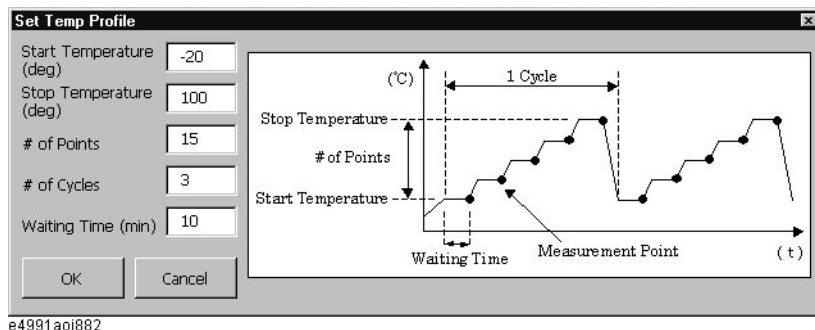 Set Temp Profile
Start Temperature
(deg)
-20
Stop Temperature
(deg)
100
# of Points
15
# of Cycles
3
Waiting Time (min)
10
OK
Cancel
(℃)
1 Cycle
Stop Temperature
# of Points
Start Temperature
Waiting Time
Measurement Point
( t )
e4991aoj882